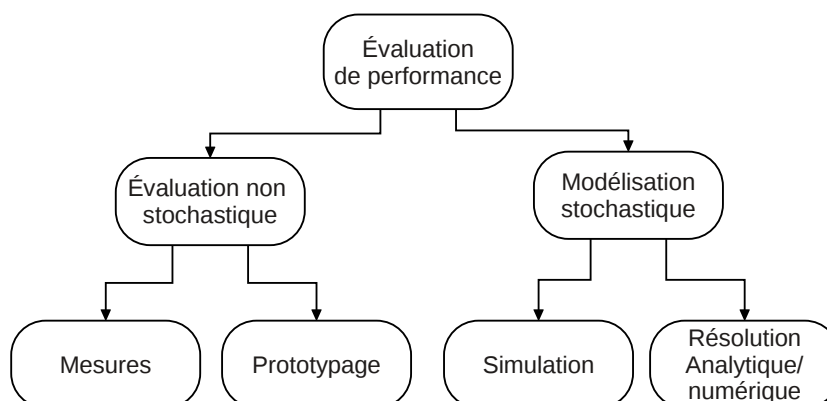 Évaluation
de performance
Évaluation non
stochastique
Modélisation
stochastique
Mesures
Prototypage
Simulation
Résolution
Analytique/
numérique